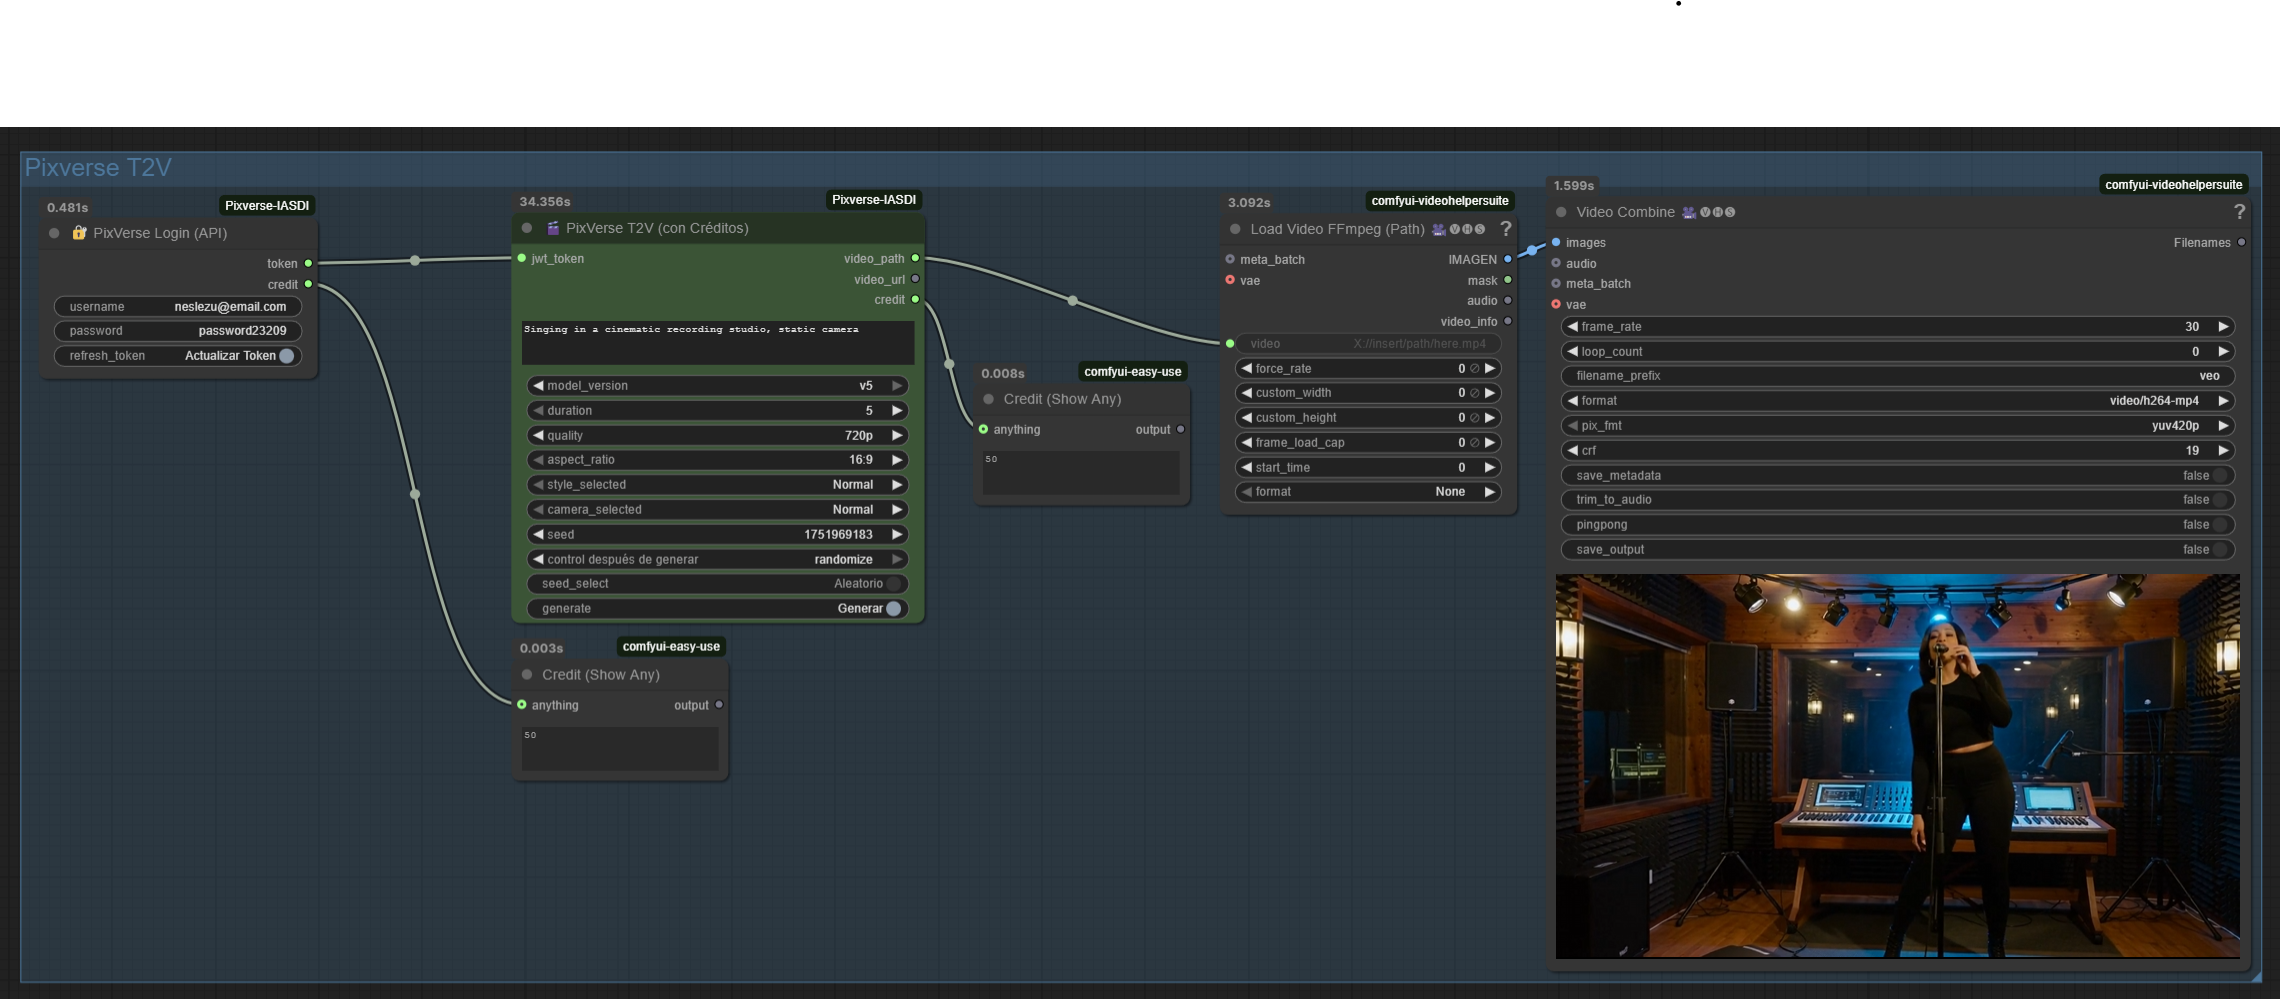 Pixverse T2V
0.481s
Pixverse-IASDI
PixVerse Login (API)
token
credit
username neslezu@email.com
password password23209
refresh_token Actualizar Token
34.356s
Pixverse-IASDI
PixVerse T2V (con Créditos)
jwt_token video_path
video_url
credit
Singing in a cinematic recording studio, static camera
model_version v5
duration 5
quality 720p
aspect_ratio 16:9
style_selected Normal
camera_selected Normal
seed 1751969183
control después de generar randomize
seed_select Aleatorio
generate Generar
0.003s
comfyui-easy-use
Credit (Show Any)
anything output
50
0.008s
comfyui-easy-use
Credit (Show Any)
anything output
50
3.092s
comfyui-videohelpersuite
Load Video FFmpeg (Path) VHS ?
meta_batch IMAGEN
vae mask
audio
video_info
video X://insert/path/here.mp4
force_rate 0
custom_width 0
custom_height 0
frame_load_cap 0
start_time 0
format None
1.599s
comfyui-videohelpersuite
Video Combine VHS ?
images Filenames
audio
meta_batch
vae
frame_rate 30
loop_count 0
filename_prefix veo
format video/h264-mp4
pix_fmt yuv420p
crf 19
save_metadata false
trim_to_audio false
pingpong false
save_output false